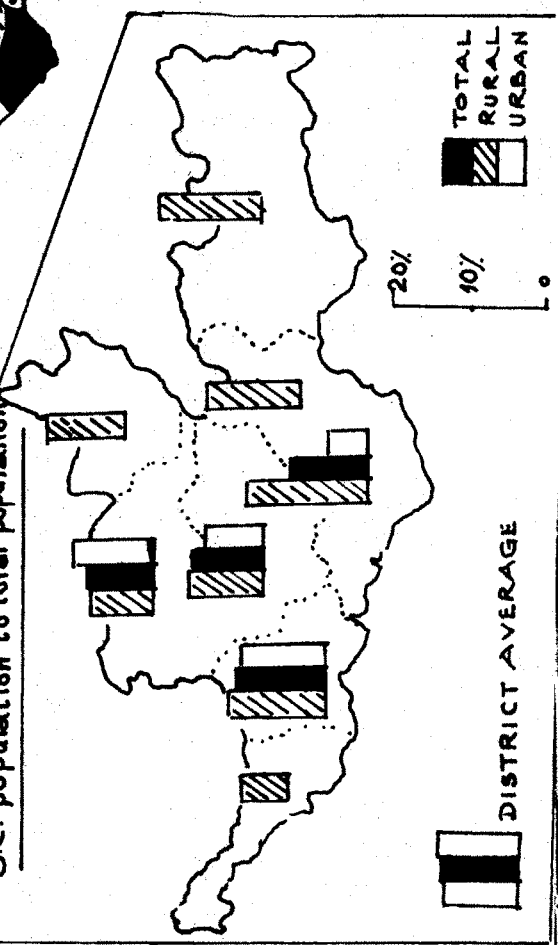 S.C. population to total population
20%
10%
0
TOTAL
RURAL
URBAN
DISTRICT AVERAGE